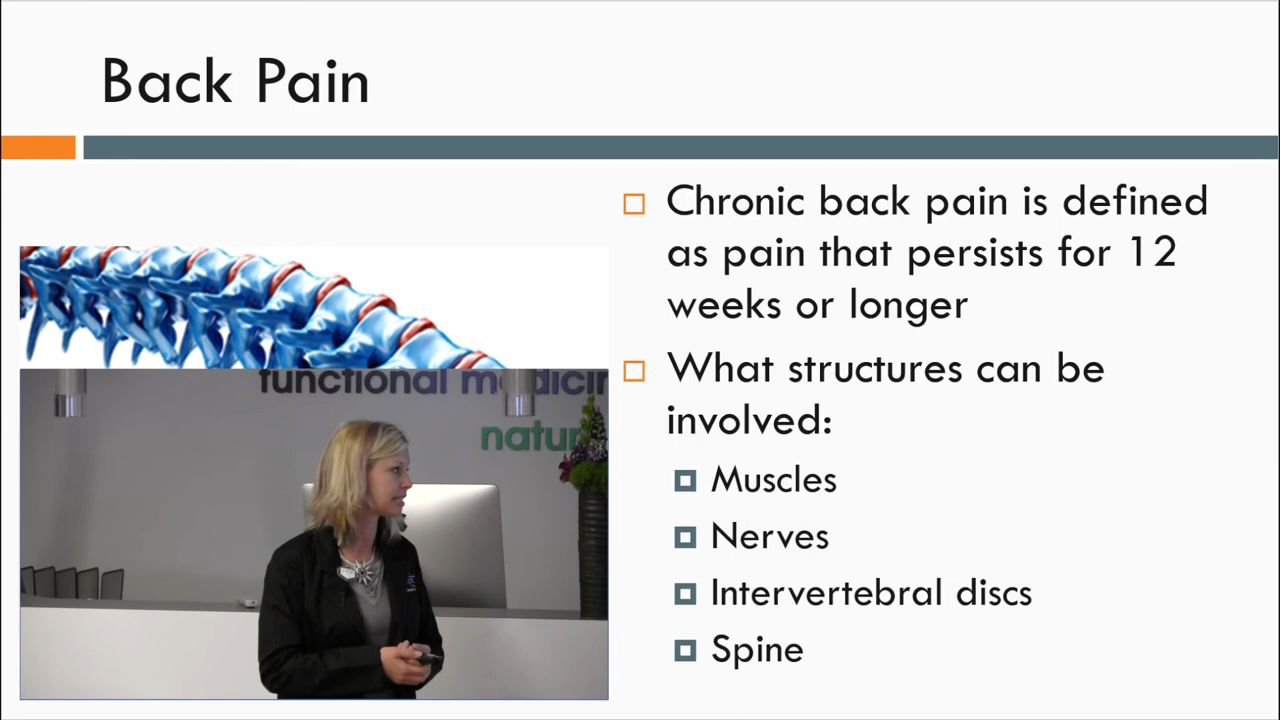 Back Pain
Chronic back pain is defined
as pain that persists for 12
weeks or longer
What structures can be
involved:
Muscles
Nerves
Intervertebral discs
Spine
functional